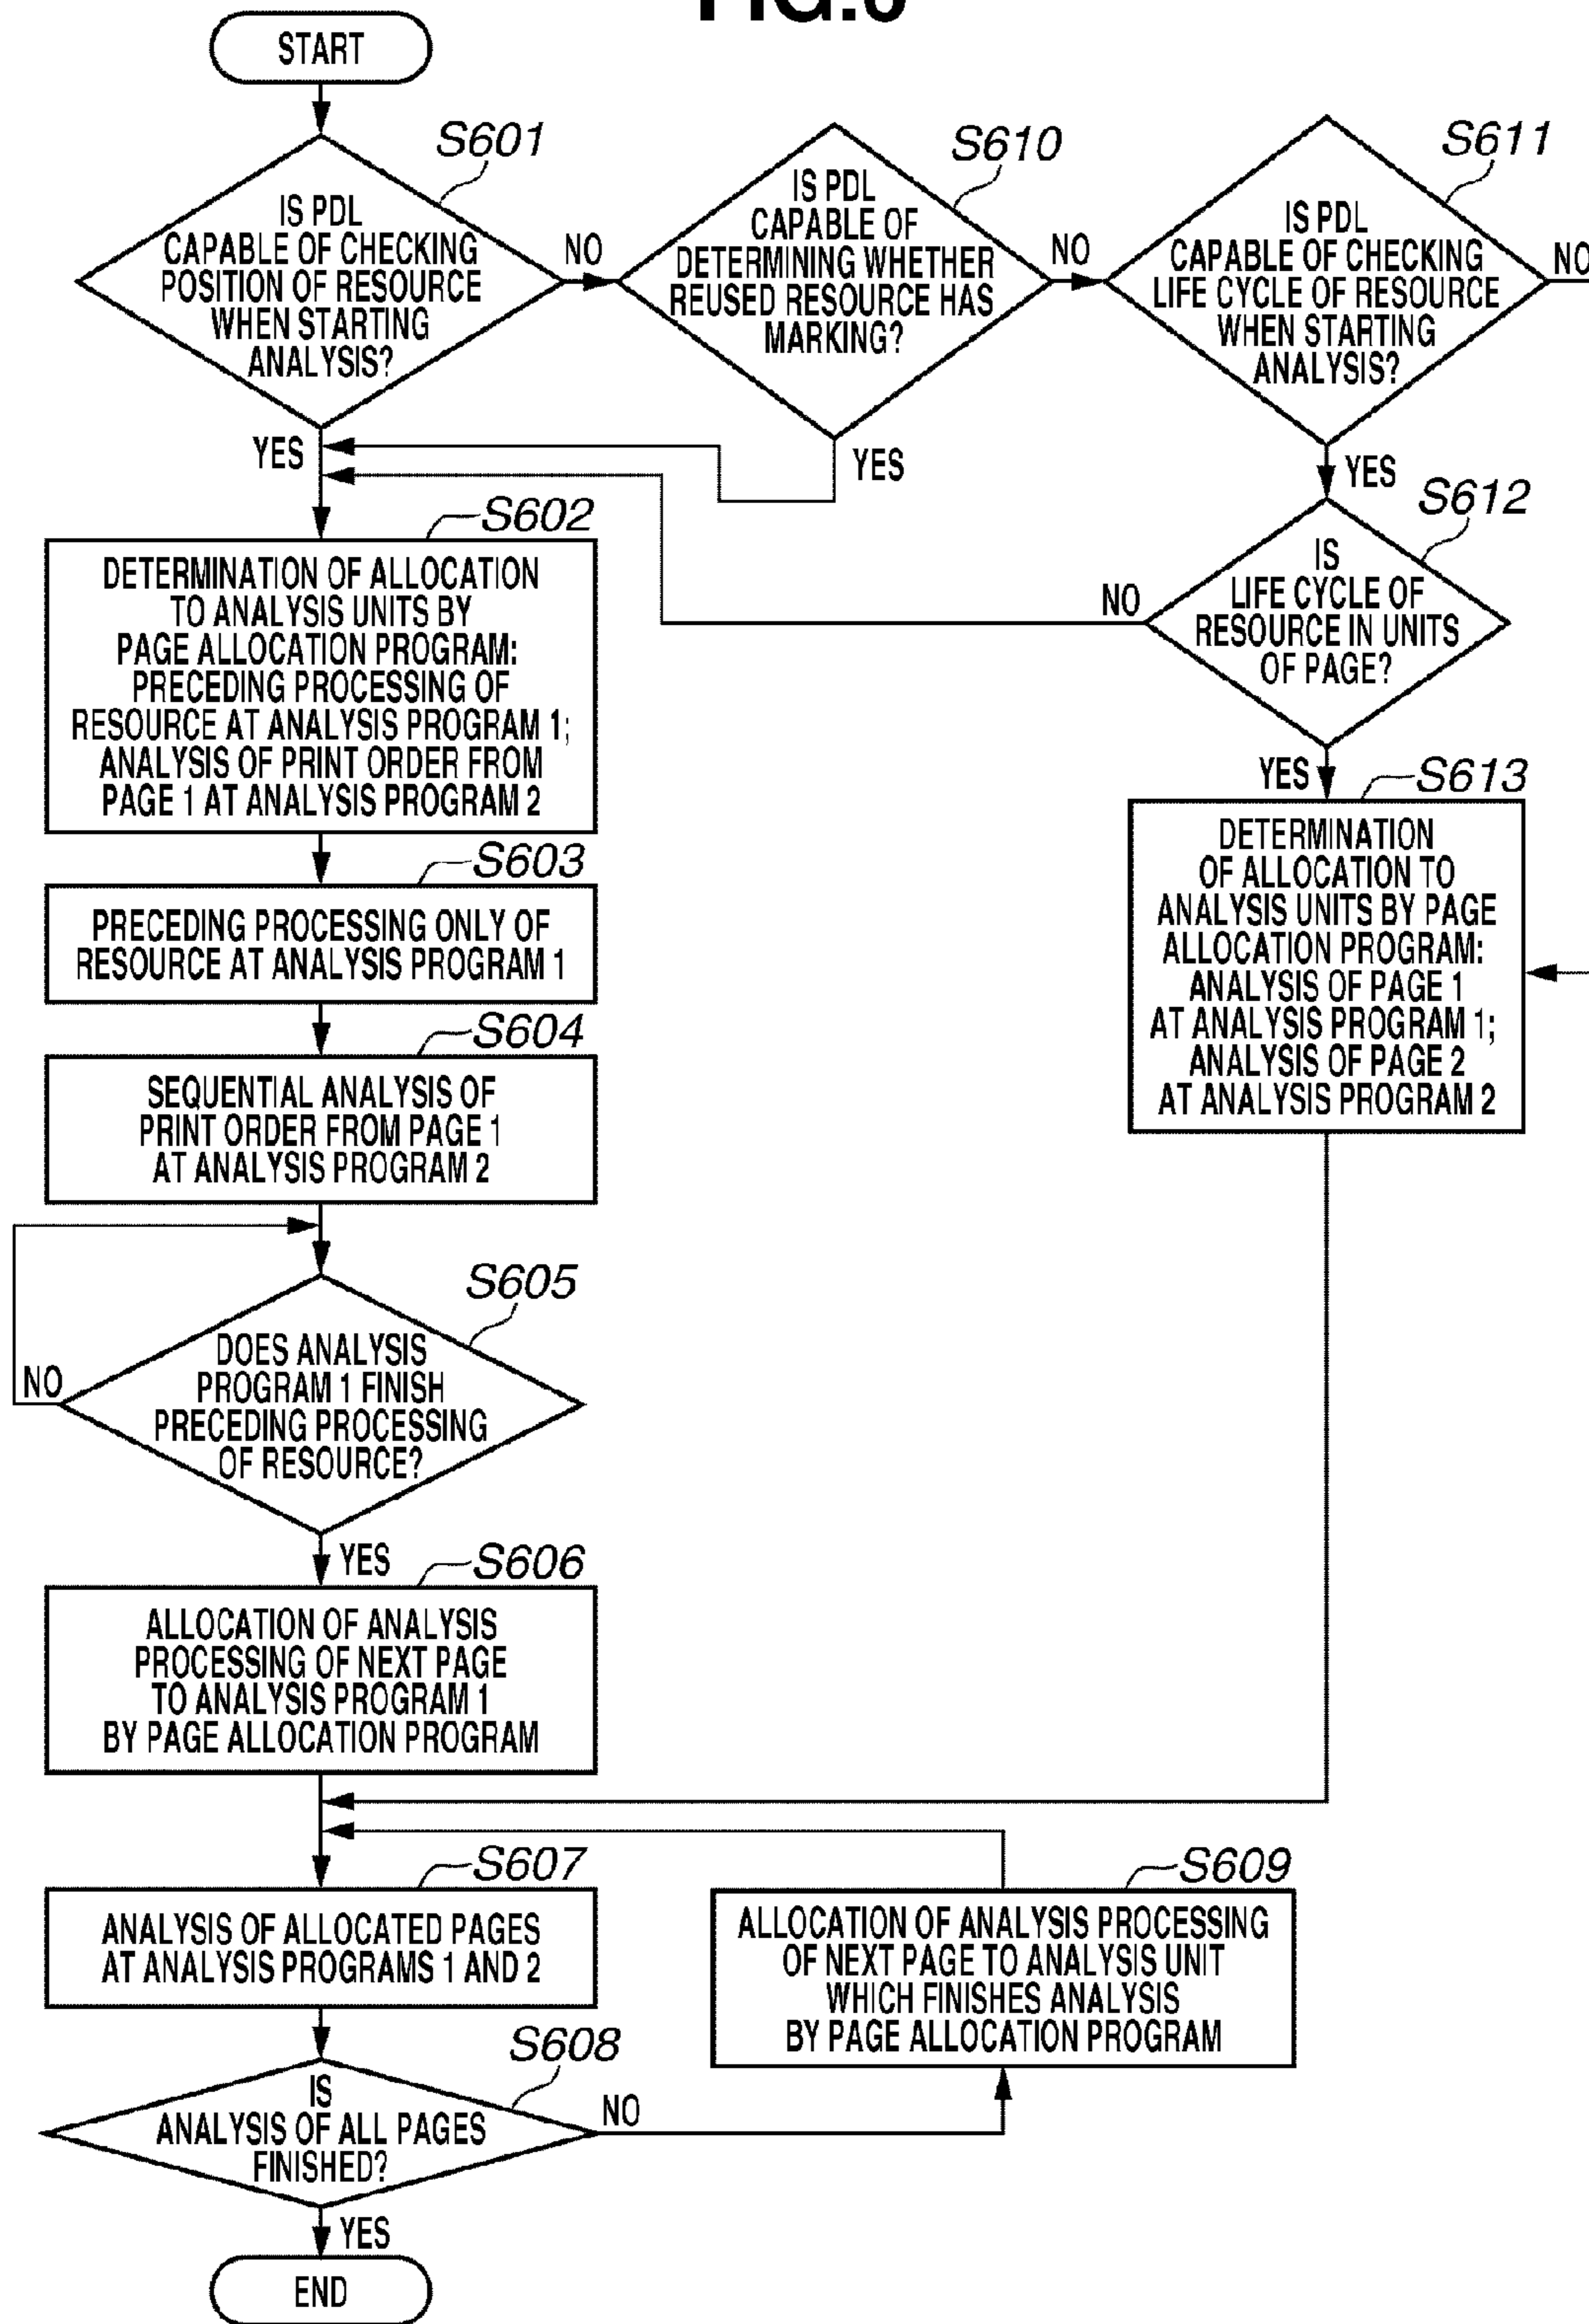 START
S601
IS PDL
CAPABLE OF CHECKING
POSITION OF RESOURCE
WHEN STARTING
ANALYSIS?
NO
YES
S610
IS PDL
CAPABLE OF
DETERMINING WHETHER
REUSED RESOURCE HAS
MARKING?
NO
YES
S611
IS PDL
CAPABLE OF CHECKING
LIFE CYCLE OF RESOURCE
WHEN STARTING
ANALYSIS?
NO
YES
S612
IS
LIFE CYCLE OF
RESOURCE IN UNITS
OF PAGE?
NO
YES
S602
DETERMINATION OF ALLOCATION
TO ANALYSIS UNITS BY
PAGE ALLOCATION PROGRAM:
PRECEDING PROCESSING OF
RESOURCE AT ANALYSIS PROGRAM 1;
ANALYSIS OF PRINT ORDER FROM
PAGE 1 AT ANALYSIS PROGRAM 2
S613
DETERMINATION
OF ALLOCATION TO
ANALYSIS UNITS BY PAGE
ALLOCATION PROGRAM:
ANALYSIS OF PAGE 1
AT ANALYSIS PROGRAM 1;
ANALYSIS OF PAGE 2
AT ANALYSIS PROGRAM 2
S603
PRECEDING PROCESSING ONLY OF
RESOURCE AT ANALYSIS PROGRAM 1
S604
SEQUENTIAL ANALYSIS OF
PRINT ORDER FROM PAGE 1
AT ANALYSIS PROGRAM 2
S605
DOES ANALYSIS
PROGRAM 1 FINISH
PRECEDING PROCESSING
OF RESOURCE?
NO
YES
S606
ALLOCATION OF ANALYSIS
PROCESSING OF NEXT PAGE
TO ANALYSIS PROGRAM 1
BY PAGE ALLOCATION PROGRAM
S607
ANALYSIS OF ALLOCATED PAGES
AT ANALYSIS PROGRAMS 1 AND 2
S609
ALLOCATION OF ANALYSIS PROCESSING
OF NEXT PAGE TO ANALYSIS UNIT
WHICH FINISHES ANALYSIS
BY PAGE ALLOCATION PROGRAM
S608
IS
ANALYSIS OF ALL PAGES
FINISHED?
NO
YES
END